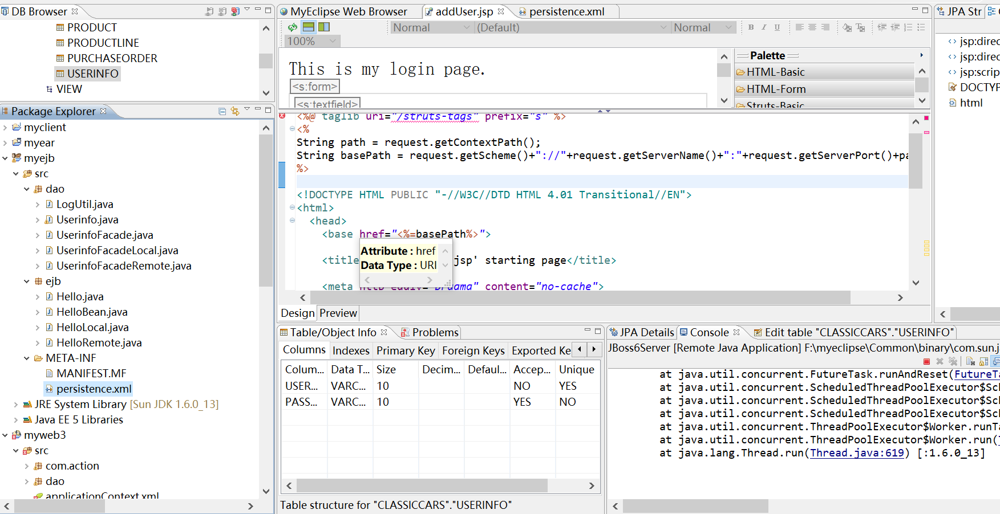 DB Browser
PRODUCT
PRODUCTLINE
PURCHASEORDER
USERINFO
VIEW
Package Explorer
myclient
myear
myejb
src
dao
LogUtil.java
Userinfo.java
UserinfoFacade.java
UserinfoFacadeLocal.java
UserinfoFacadeRemote.java
ejb
Hello.java
HelloBean.java
HelloLocal.java
HelloRemote.java
META-INF
MANIFEST.MF
persistence.xml
JRE System Library [Sun JDK 1.6.0_13]
Java EE 5 Libraries
myweb3
src
com.action
dao
applicationContext.xml
MyEclipse Web Browser addUser.jsp persistence.xml
Normal (Default) Normal B I U
100%
This is my login page.
<s:form>
<s:textfield>
Palette
HTML-Basic
HTML-Form
Struts-Basic
<%@ taglib uri="/struts-tags" prefix="s" %>
<%
String path = request.getContextPath();
String basePath = request.getScheme()+"://"+request.getServerName()+":"+request.getServerPort()+pa
%>
<!DOCTYPE HTML PUBLIC "-//W3C//DTD HTML 4.01 Transitional//EN">
<html>
<head>
<base href="<%=basePath%>">
Attribute : href
Data Type : URI
<title jsp' starting page</title>
<meta http-equiv="pragma" content="no-cache">
Design Preview
JPA Str
jsp:direc
jsp:direc
jsp:scrip
DOCTYP
html
Table/Object Info Problems
Columns Indexes Primary Key Foreign Keys Exported Ke
Colum... Data T... Size Decim... Defaul... Accep... Unique
USER... VARC... 10 NO YES
PASS... VARC... 10 YES NO
Table structure for "CLASSICCARS"."USERINFO"
JPA Details Console Edit table "CLASSICCARS"."USERINFO"
JBoss6Server [Remote Java Application] F:\myeclipse\Common\binary\com.sun.j
at java.util.concurrent.FutureTask.runAndReset(FutureTa
at java.util.concurrent.ScheduledThreadPoolExecutor$Sch
at java.util.concurrent.ScheduledThreadPoolExecutor$Sch
at java.util.concurrent.ScheduledThreadPoolExecutor$Sch
at java.util.concurrent.ThreadPoolExecutor$Worker.runTa
at java.util.concurrent.ThreadPoolExecutor$Worker.run(
at java.lang.Thread.run(Thread.java:619) [:1.6.0_13]